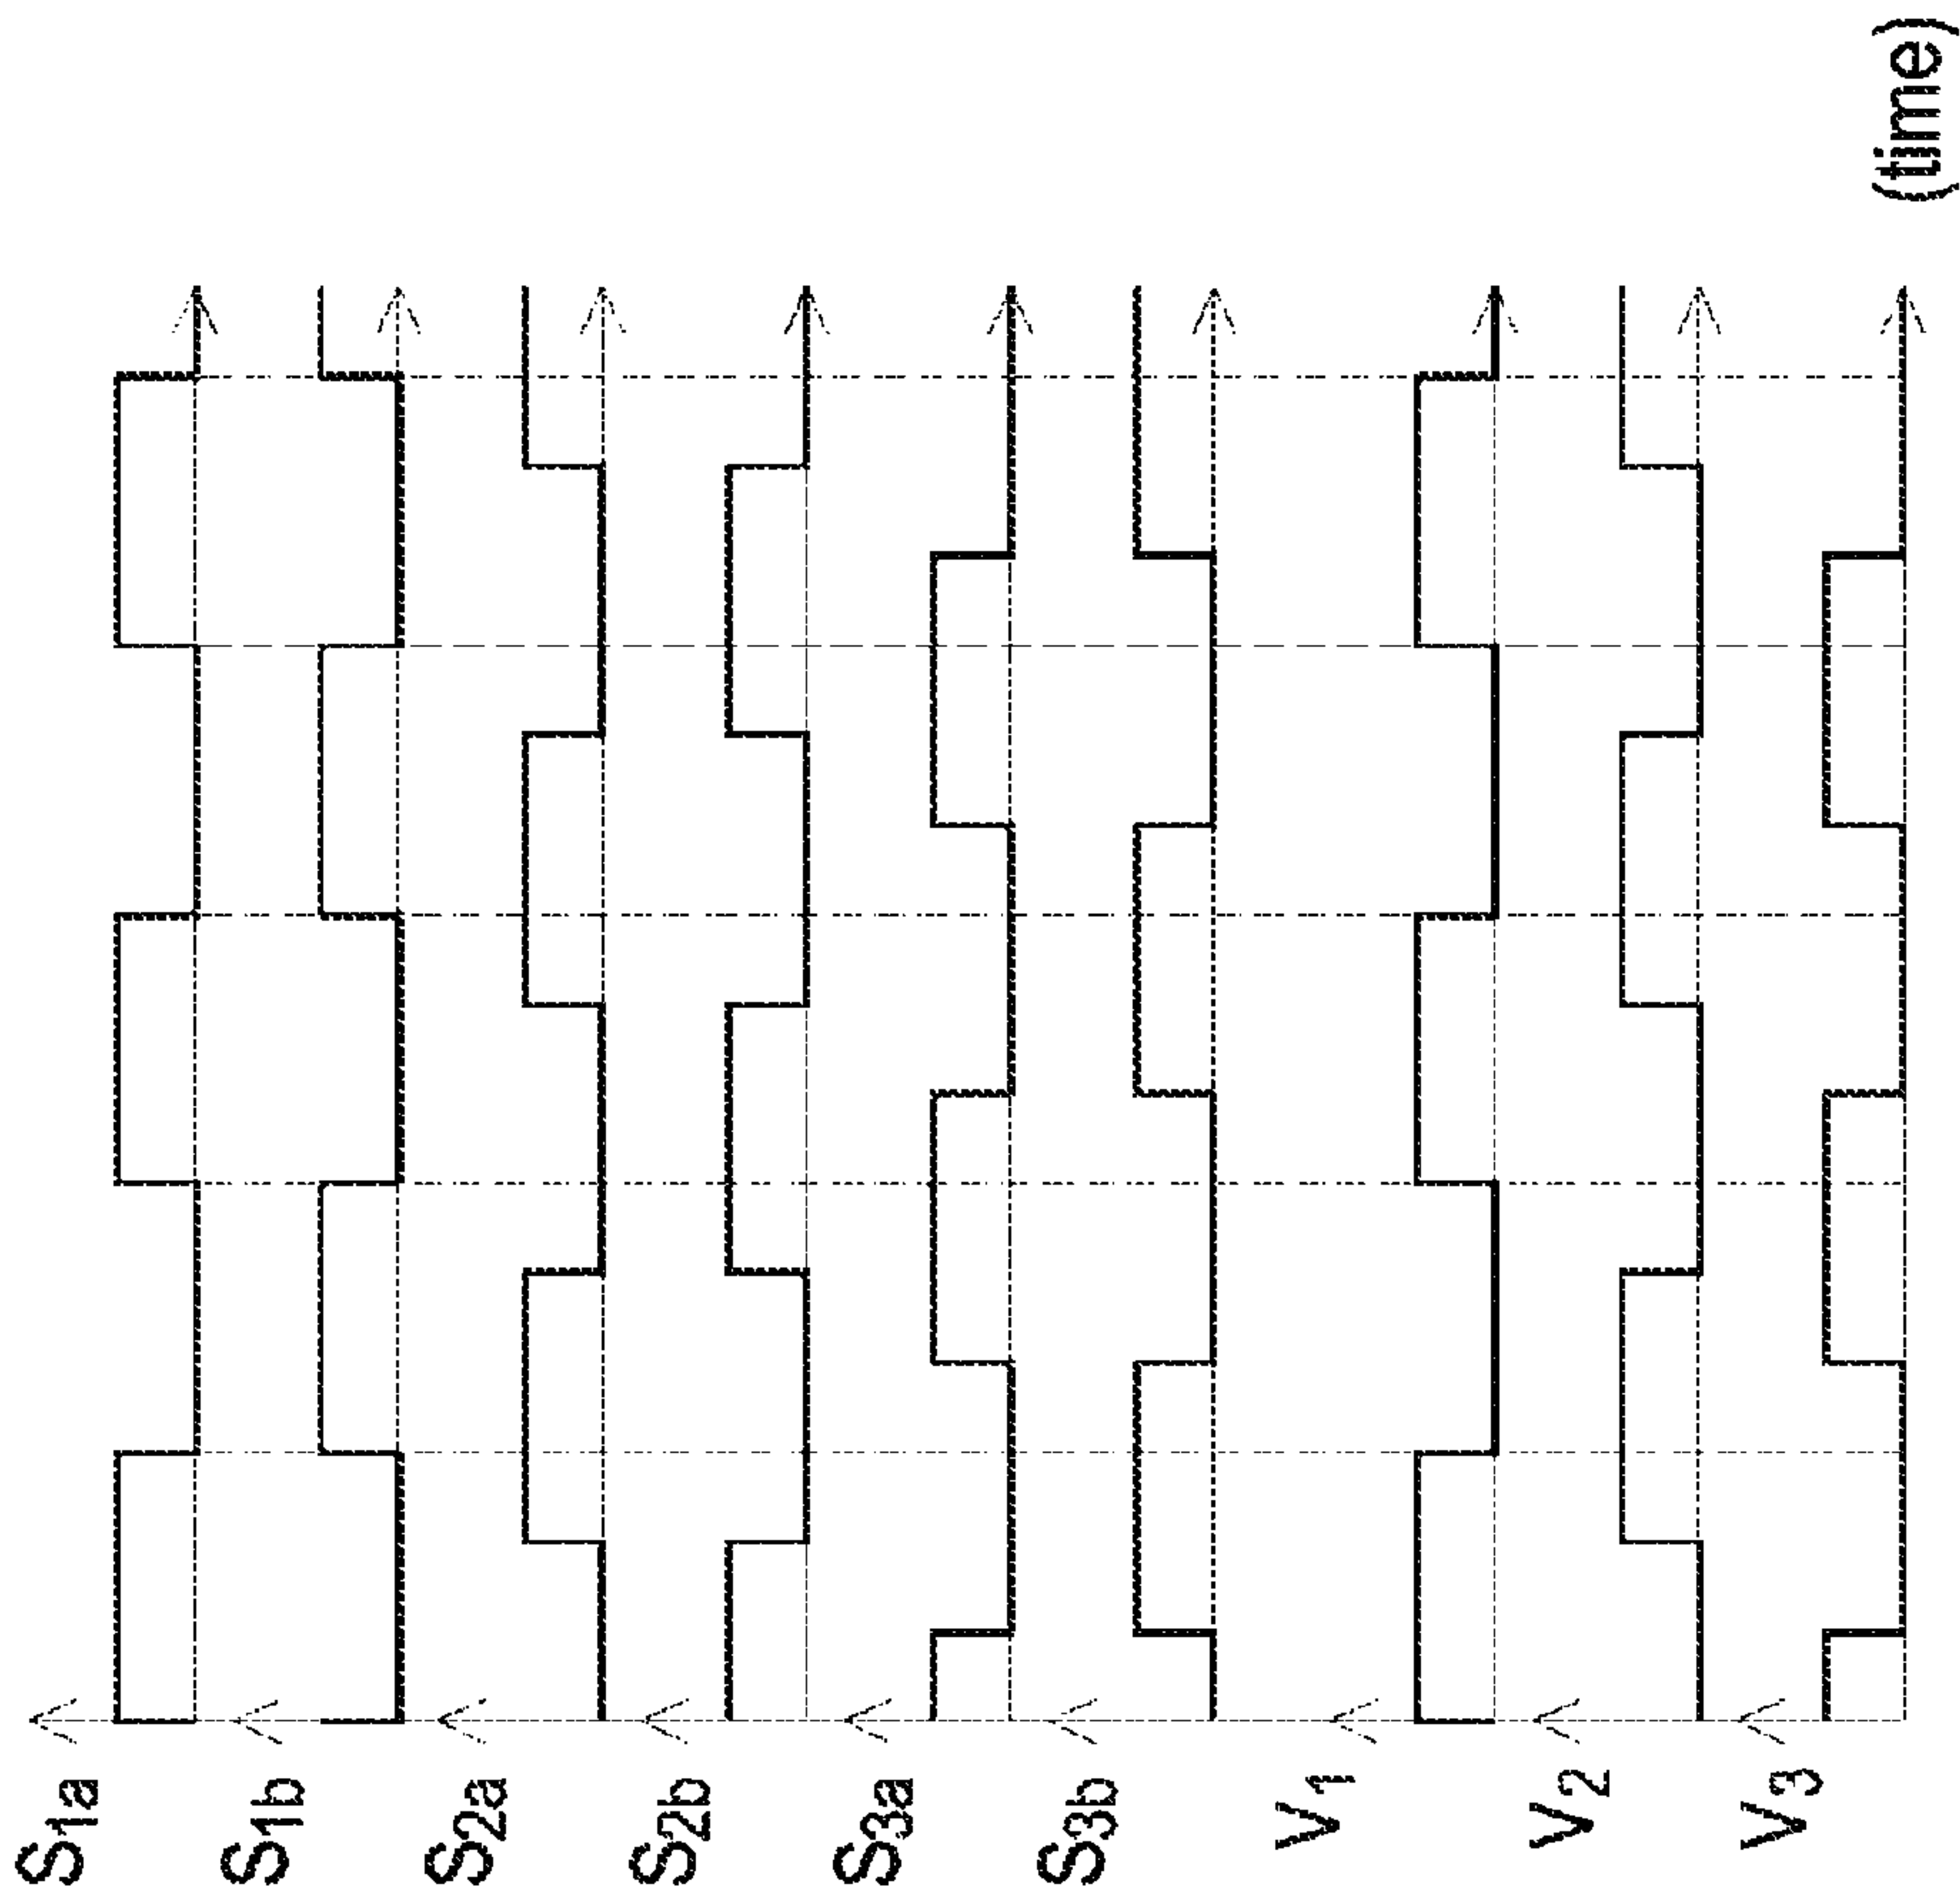 S1a
S1b
S2a
S2b
S3a
S3b
V1
V2
V3
(time)